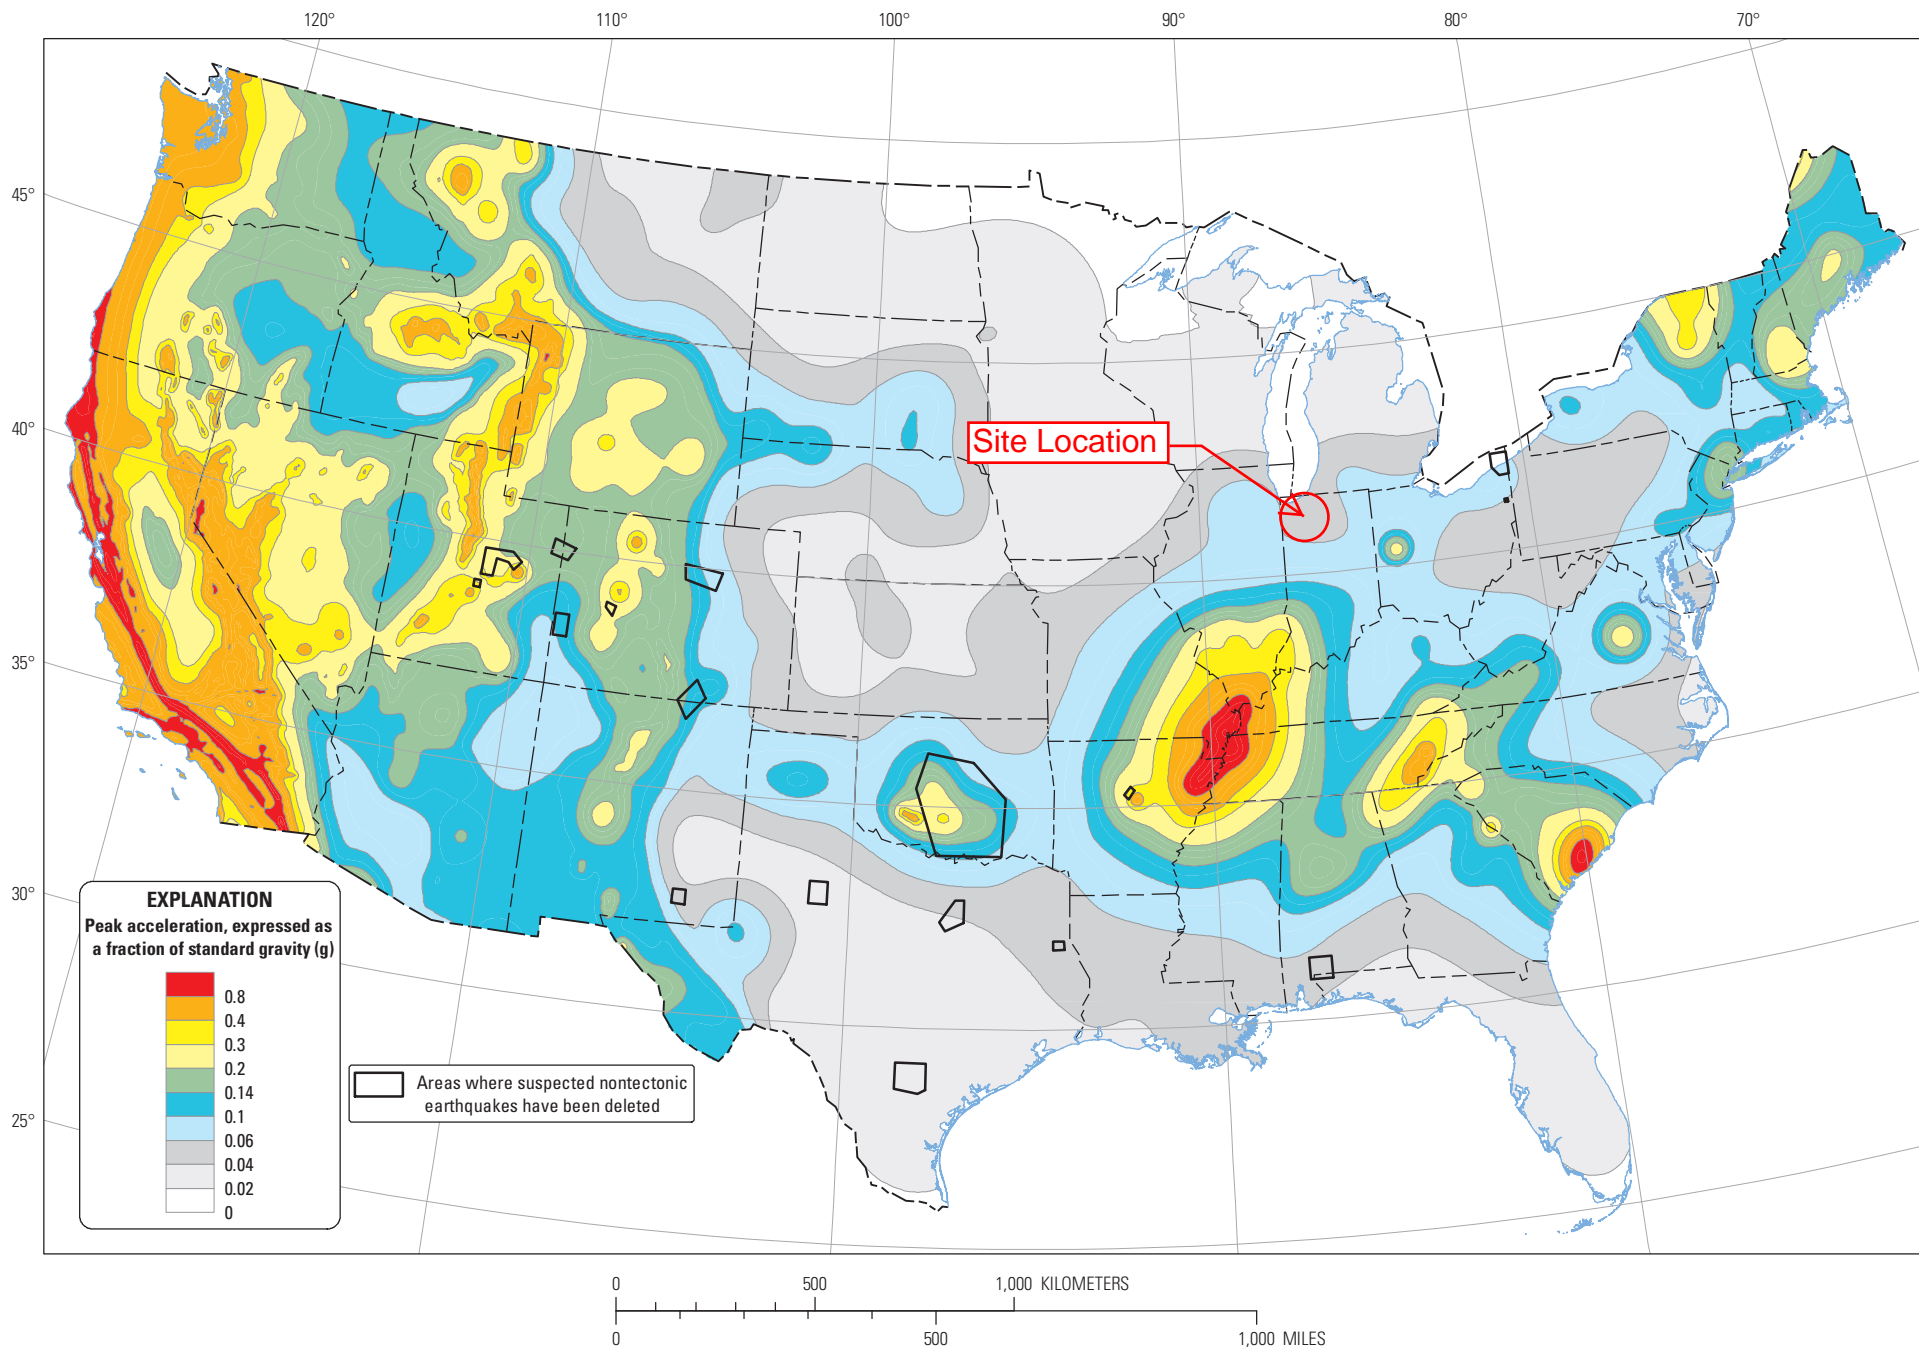 120°
110°
100°
90°
80°
70°
45°
40°
35°
30°
25°
Site Location
EXPLANATION
Peak acceleration, expressed as
a fraction of standard gravity (g)
0.8
0.4
0.3
0.2
0.14
0.1
0.06
0.04
0.02
0
Areas where suspected nontectonic
earthquakes have been deleted
0 500 1,000 KILOMETERS
0 500 1,000 MILES